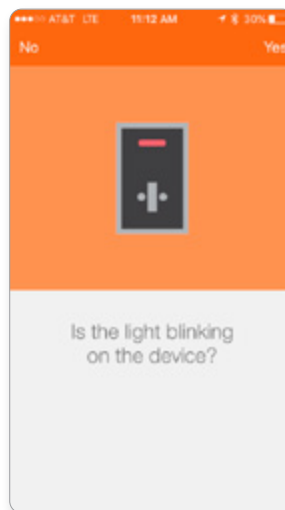 AT&T LTE 11:12 AM 30%
No Yes
Is the light blinking
on the device?